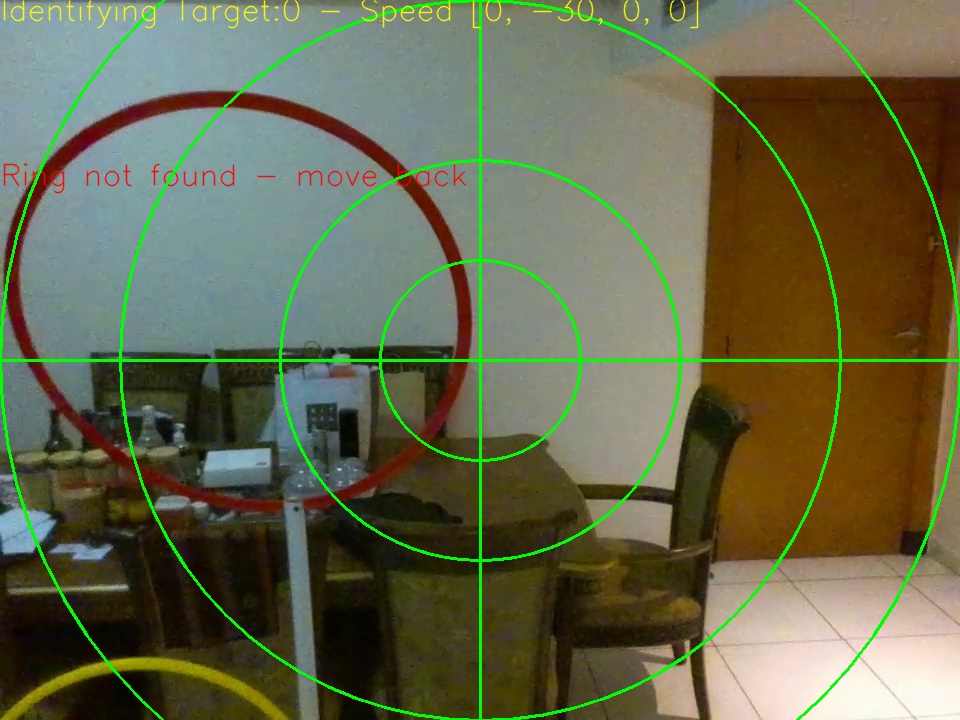 Identifying Target:0 – Speed [0, –30, 0, 0]
Ring not found – move back